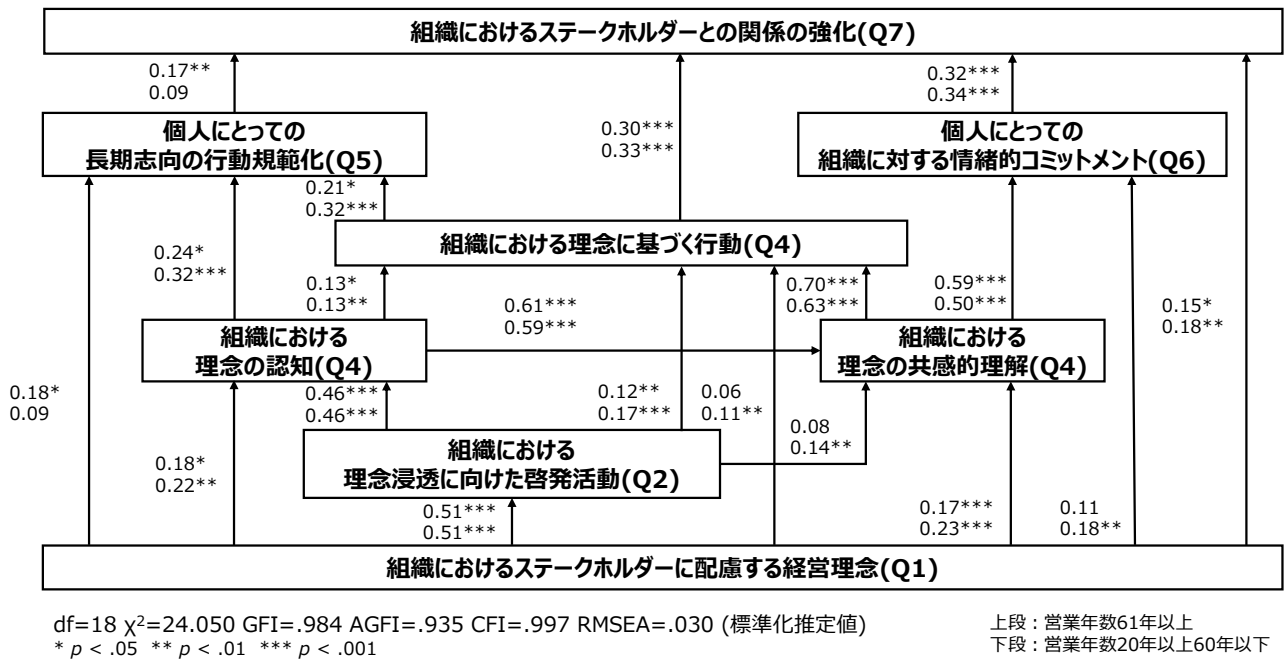 組織におけるステークホルダーとの関係の強化(Q7)
0.17**
0.09
0.32***
0.34***
0.30***
0.33***
個人にとっての
長期志向の行動規範化(Q5)
個人にとっての
組織に対する情緒的コミットメント(Q6)
0.21*
0.32***
組織における理念に基づく行動(Q4)
0.24*
0.32***
0.13*
0.13**
0.61***
0.59***
0.70***
0.63***
0.59***
0.50***
0.15*
0.18**
組織における
理念の認知(Q4)
組織における
理念の共感的理解(Q4)
0.18*
0.09
0.46***
0.46***
0.12**
0.17***
0.06
0.11**
0.08
0.14**
組織における
理念浸透に向けた啓発活動(Q2)
0.18*
0.22**
0.51***
0.51***
0.17***
0.23***
0.11
0.18**
組織におけるステークホルダーに配慮する経営理念(Q1)
df=18 χ²=24.050 GFI=.984 AGFI=.935 CFI=.997 RMSEA=.030 (標準化推定値)
* p < .05 ** p < .01 *** p < .001
上段：営業年数61年以上
下段：営業年数20年以上60年以下